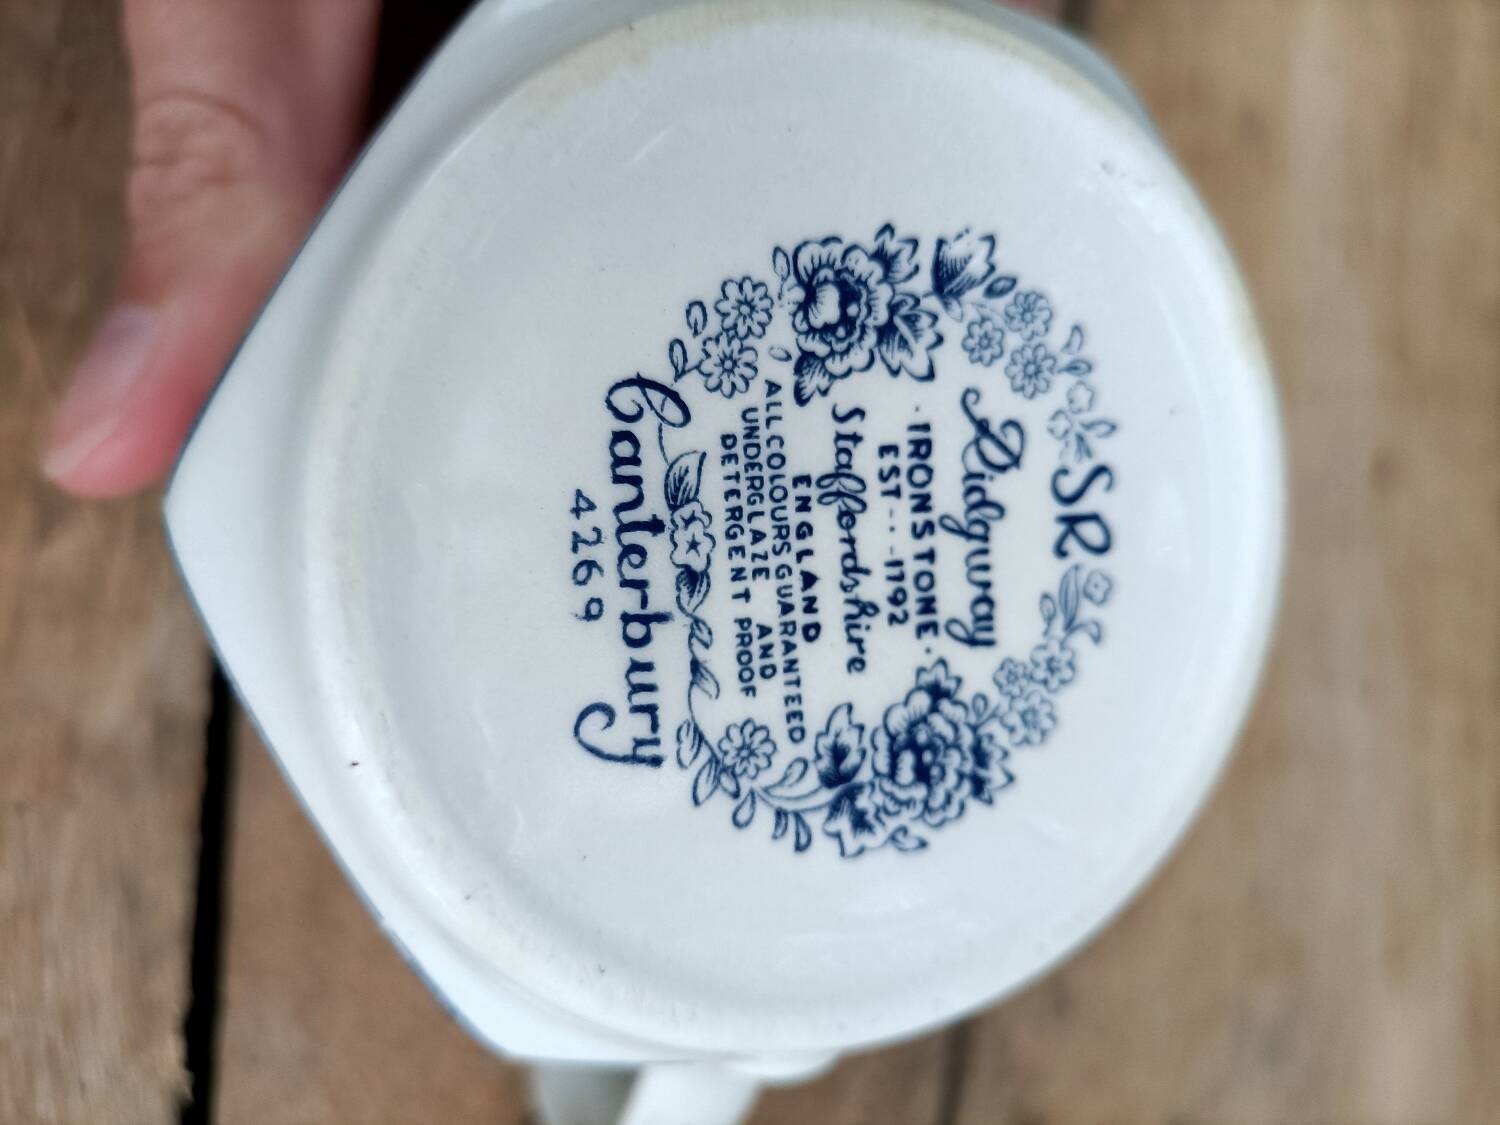 SR
Ridgway
· IRONSTONE ·
EST · · 1792
Staffordshire
ENGLAND
ALL COLOURS GUARANTEED
UNDERGLAZE AND
DETERGENT PROOF
Canterbury
4269